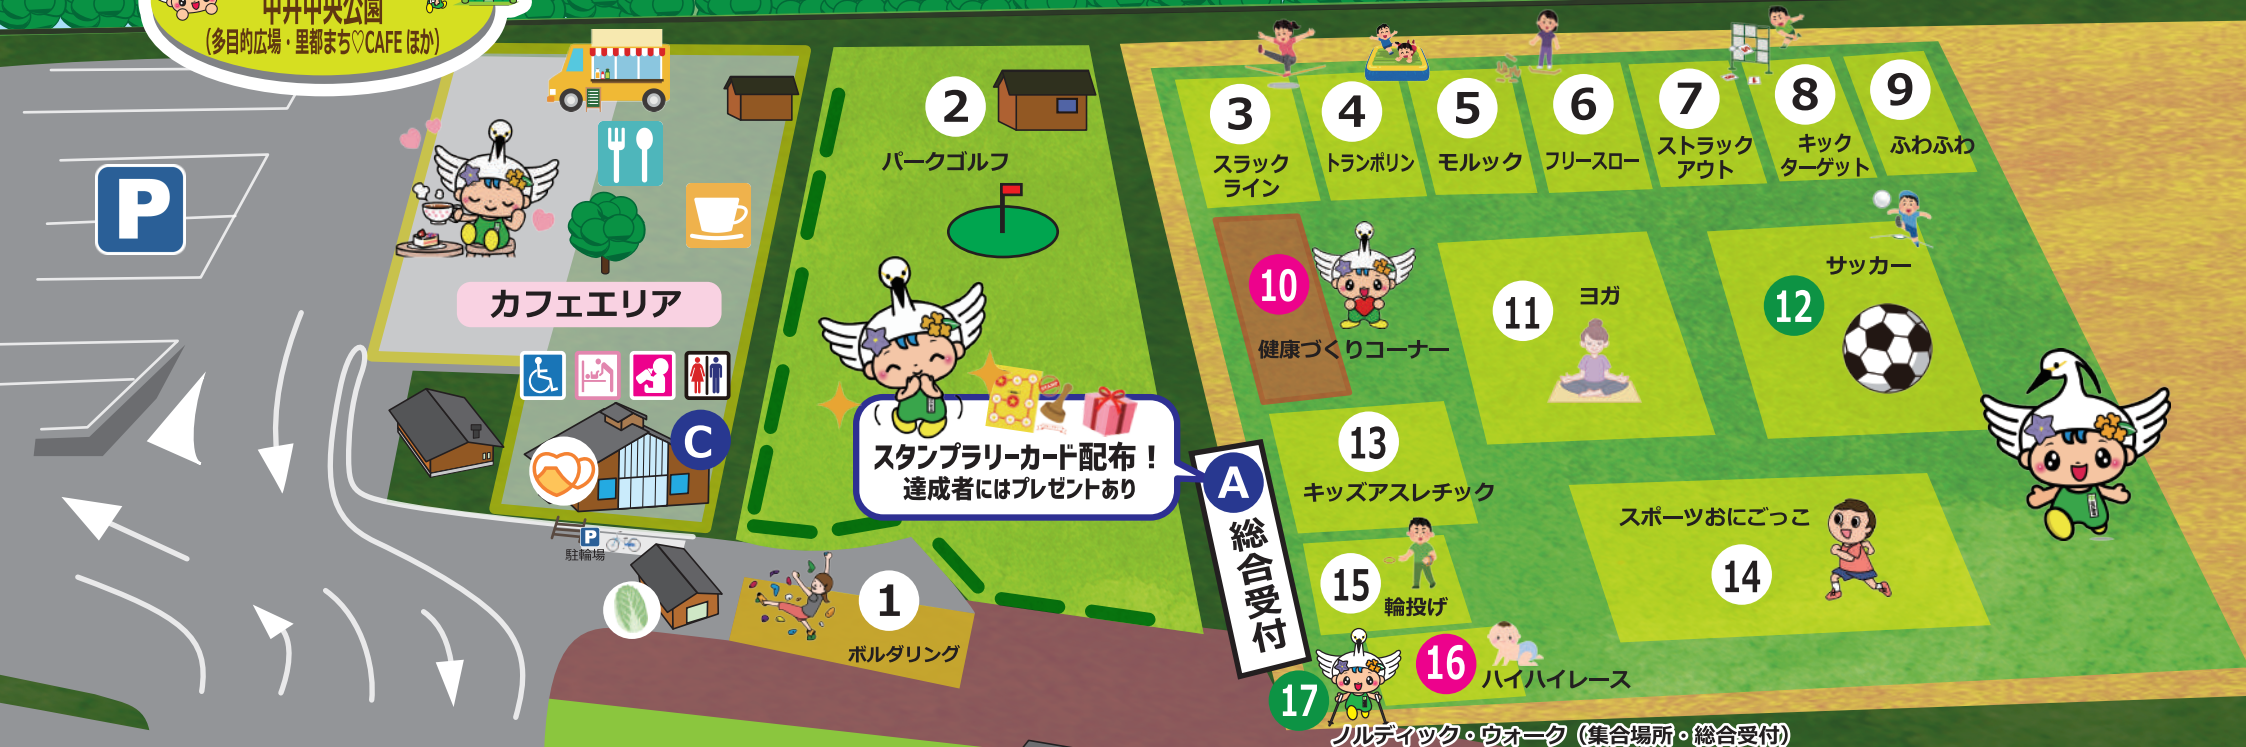 中井中央公園
（多目的広場・里都まち♡CAFE ほか）
P
カフェエリア
C
P
駐輪場
1
ボルダリング
2
パークゴルフ
スタンプラリーカード配布！
達成者にはプレゼントあり
A
総合受付
3
スラック
ライン
4
トランポリン
5
モルック
6
フリースロー
7
ストラック
アウト
8
キック
ターゲット
9
ふわふわ
10
健康づくりコーナー
11
ヨガ
12
サッカー
13
キッズアスレチック
14
スポーツおにごっこ
15
輪投げ
16
ハイハイレース
17
ノルディック・ウォーク（集合場所・総合受付）